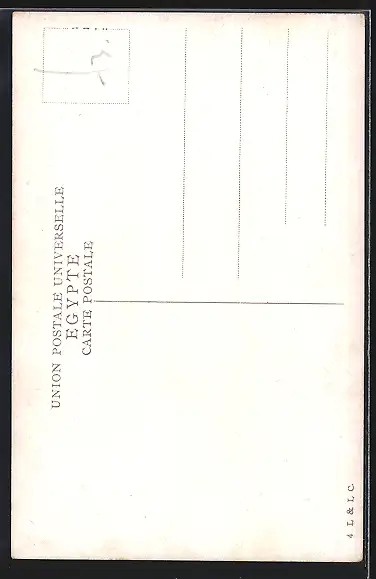 UNION POSTALE UNIVERSELLE
EGYPTE
CARTE POSTALE
4 L & L C.